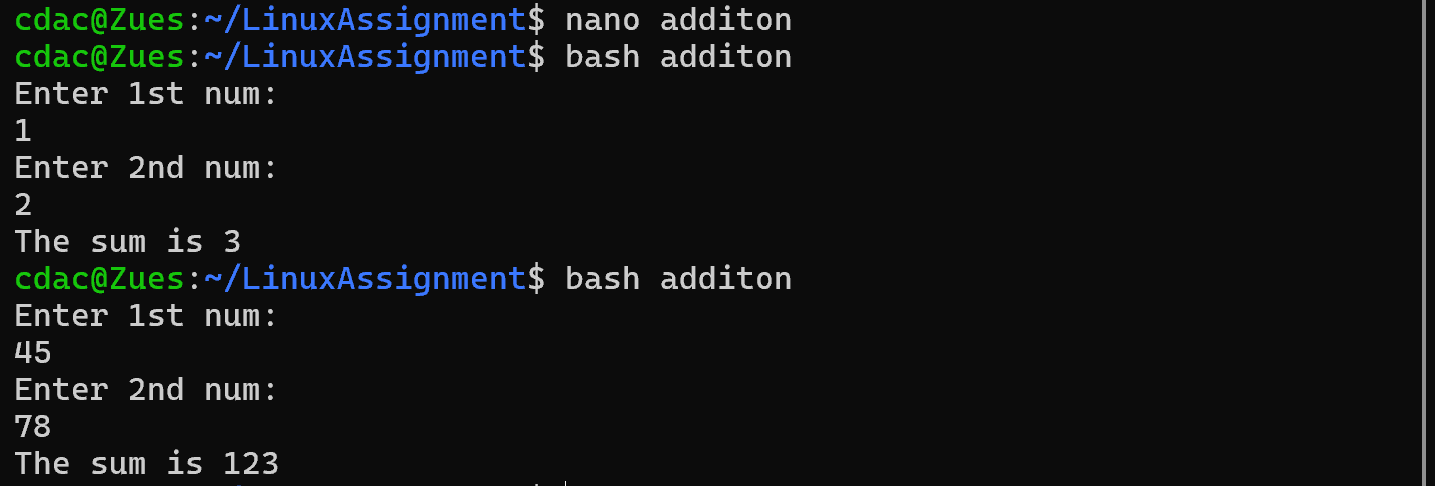 cdac@Zues:~/LinuxAssignment$ nano additon
cdac@Zues:~/LinuxAssignment$ bash additon
Enter 1st num:
1
Enter 2nd num:
2
The sum is 3
cdac@Zues:~/LinuxAssignment$ bash additon
Enter 1st num:
45
Enter 2nd num:
78
The sum is 123